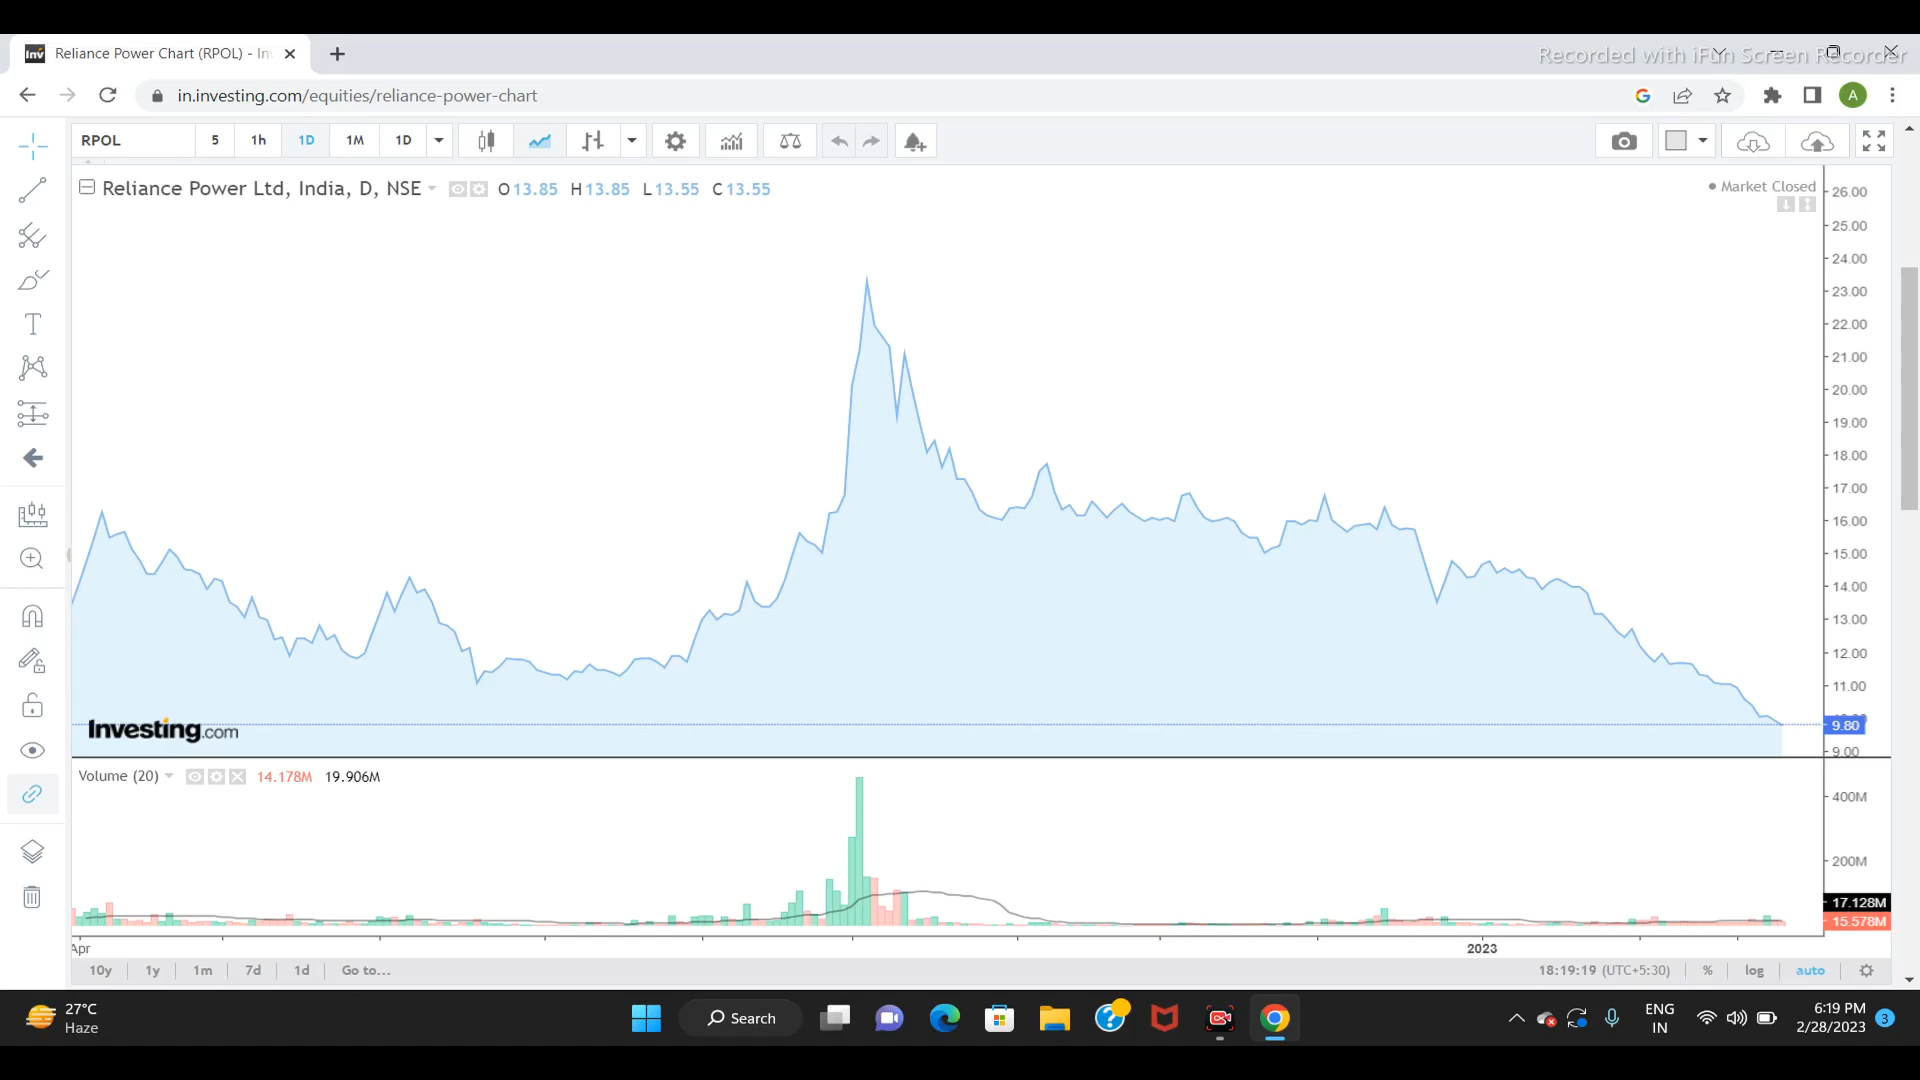 inv Reliance Power Chart (RPOL) - In
Recorded with iFun Screen Recorder
in.investing.com/equities/reliance-power-chart
A
RPOL 5 1h 1D 1M 1D
Reliance Power Ltd, India, D, NSE O13.85 H13.85 L13.55 C13.55
Market Closed
26.00
25.00
24.00
23.00
22.00
21.00
20.00
19.00
18.00
17.00
16.00
15.00
14.00
13.00
12.00
11.00
9.80
9.00
Investing.com
Volume (20) 14.178M 19.906M
400M
200M
17.128M
15.578M
Apr 2023
10y 1y 1m 7d 1d Go to... 18:19:19 (UTC+5:30) % log auto
27°C
Haze
Search
ENG
IN
6:19 PM
2/28/2023
3